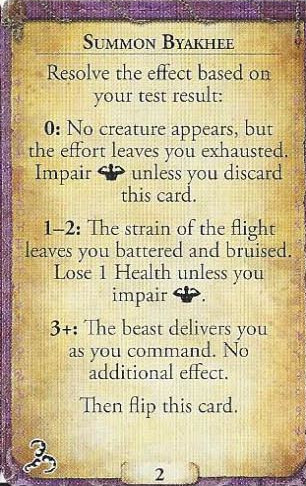 SUMMON BYAKHEE
Resolve the effect based on
your test result:
0: No creature appears, but
the effort leaves you exhausted.
Impair unless you discard
this card.
1–2: The strain of the flight
leaves you battered and bruised.
Lose 1 Health unless you
impair .
3+: The beast delivers you
as you command. No
additional effect.
Then flip this card.
2